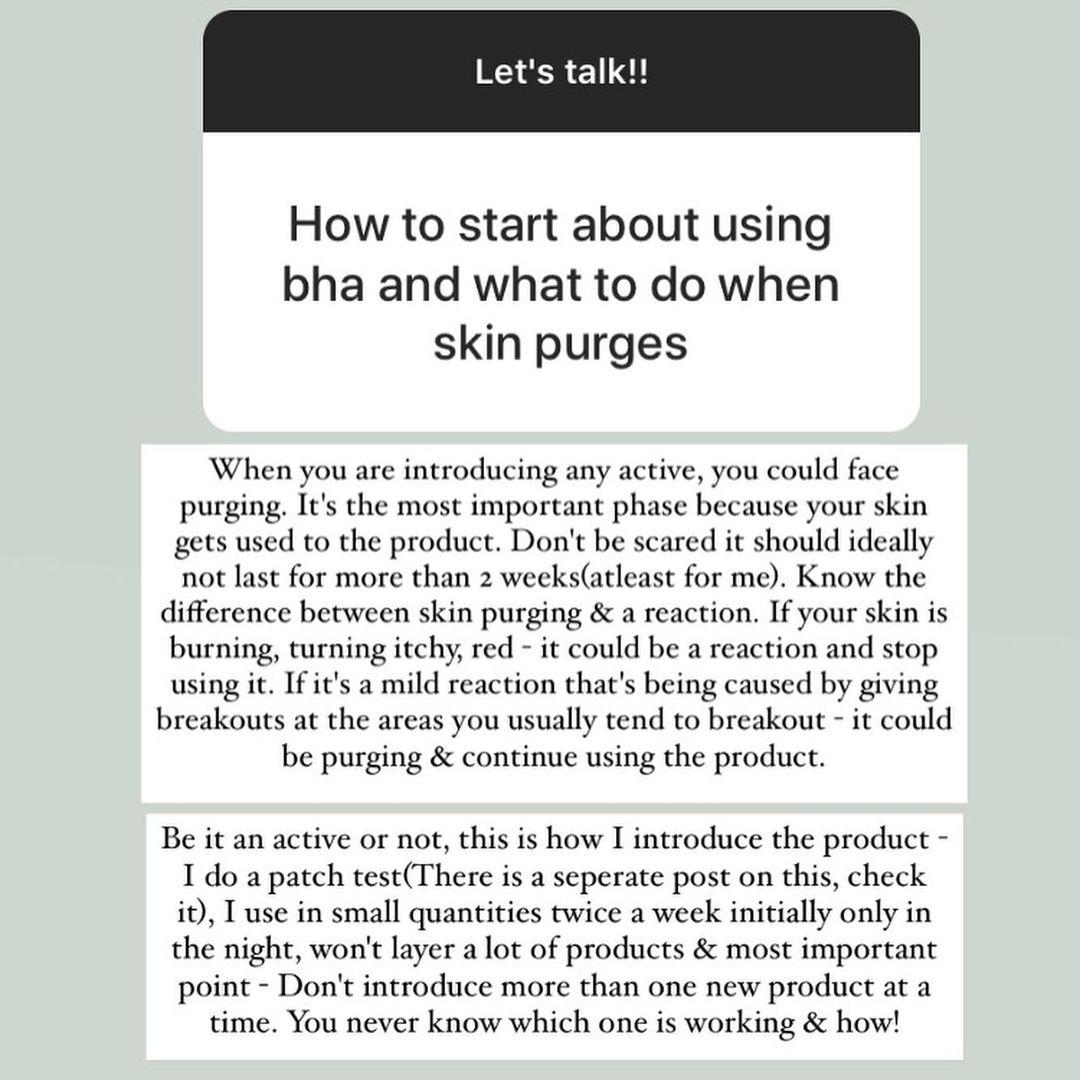 Let's talk!!
How to start about using
bha and what to do when
skin purges
When you are introducing any active, you could face
purging. It's the most important phase because your skin
gets used to the product. Don't be scared it should ideally
not last for more than 2 weeks(atleast for me). Know the
difference between skin purging & a reaction. If your skin is
burning, turning itchy, red - it could be a reaction and stop
using it. If it's a mild reaction that's being caused by giving
breakouts at the areas you usually tend to breakout - it could
be purging & continue using the product.
Be it an active or not, this is how I introduce the product -
I do a patch test(There is a seperate post on this, check
it), I use in small quantities twice a week initially only in
the night, won't layer a lot of products & most important
point - Don't introduce more than one new product at a
time. You never know which one is working & how!